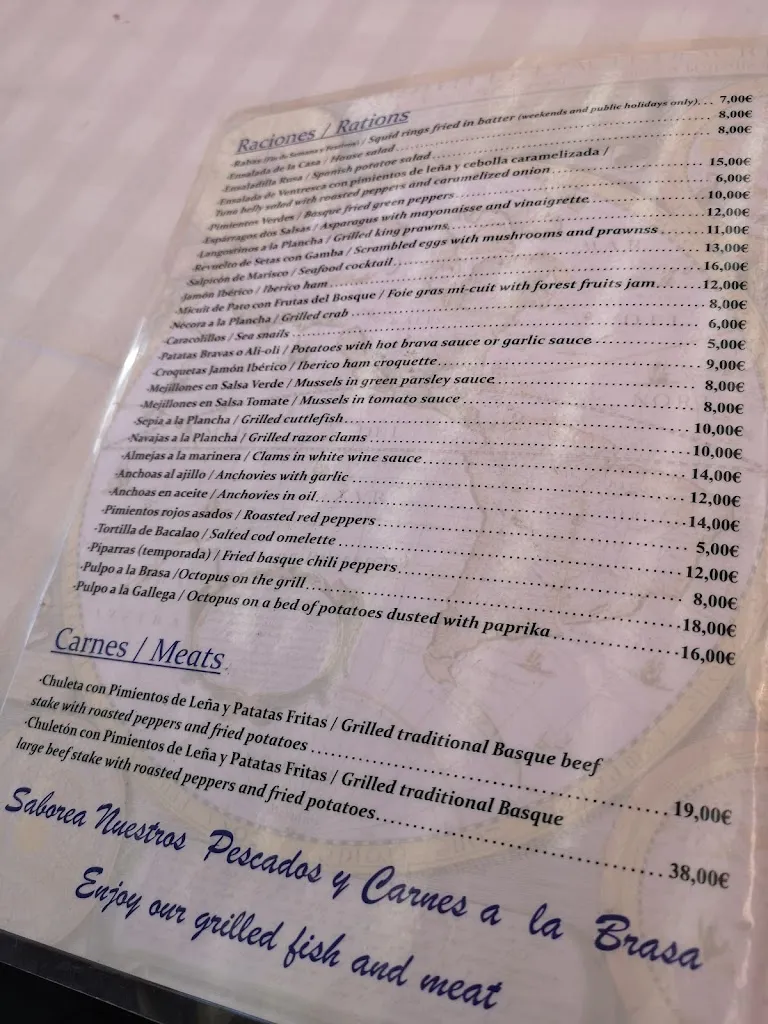 Raciones / Rations
·Rabas (Fin de Semana y Festivos) / Squid rings fried in batter (weekends and public holidays only)... 7,00€
·Ensalada de la Casa / House salad ........ 8,00€
·Ensaladilla Rusa / Spanish potato salad ........ 8,00€
·Ensalada de Ventresca con pimientos de leña y cebolla caramelizada /
Tuna belly salad with roasted peppers and caramelized onion ........ 15,00€
·Pimientos Verdes / Basque fried green peppers ........ 6,00€
·Espárragos dos Salsas / Asparagus with mayonaisse and vinaigrette ........ 10,00€
·Langostinos a la Plancha / Grilled king prawns ........ 12,00€
·Revuelto de Setas con Gamba / Scrambled eggs with mushrooms and prawnss ........ 11,00€
·Salpicón de Marisco / Seafood cocktail ........ 13,00€
·Jamón Ibérico / Iberico ham ........ 16,00€
·Micuit de Pato con Frutas del Bosque / Foie gras mi-cuit with forest fruits jam ........ 12,00€
·Nécora a la Plancha / Grilled crab ........ 8,00€
·Caracolillos / Sea snails ........ 6,00€
·Patatas Bravas o Ali-oli / Potatoes with hot brava sauce or garlic sauce ........ 5,00€
·Croquetas Jamón Ibérico / Iberico ham croquette ........ 9,00€
·Mejillones en Salsa Verde / Mussels in green parsley sauce ........ 8,00€
·Mejillones en Salsa Tomate / Mussels in tomato sauce ........ 8,00€
·Sepia a la Plancha / Grilled cuttlefish ........ 10,00€
·Navajas a la Plancha / Grilled razor clams ........ 10,00€
·Almejas a la marinera / Clams in white wine sauce ........ 14,00€
·Anchoas al ajillo / Anchovies with garlic ........ 12,00€
·Anchoas en aceite / Anchovies in oil ........ 14,00€
·Pimientos rojos asados / Roasted red peppers ........ 5,00€
·Tortilla de Bacalao / Salted cod omelette ........ 12,00€
·Piparras (temporada) / Fried basque chili peppers ........ 8,00€
·Pulpo a la Brasa /Octopus on the grill ........ 18,00€
·Pulpo a la Gallega / Octopus on a bed of potatoes dusted with paprika ........ 16,00€
Carnes / Meats
·Chuleta con Pimientos de Leña y Patatas Fritas / Grilled traditional Basque beef
stake with roasted peppers and fried potatoes ........ 19,00€
·Chuletón con Pimientos de Leña y Patatas Fritas / Grilled traditional Basque
large beef stake with roasted peppers and fried potatoes ........ 38,00€
Saborea Nuestros Pescados y Carnes a la Brasa
Enjoy our grilled fish and meat